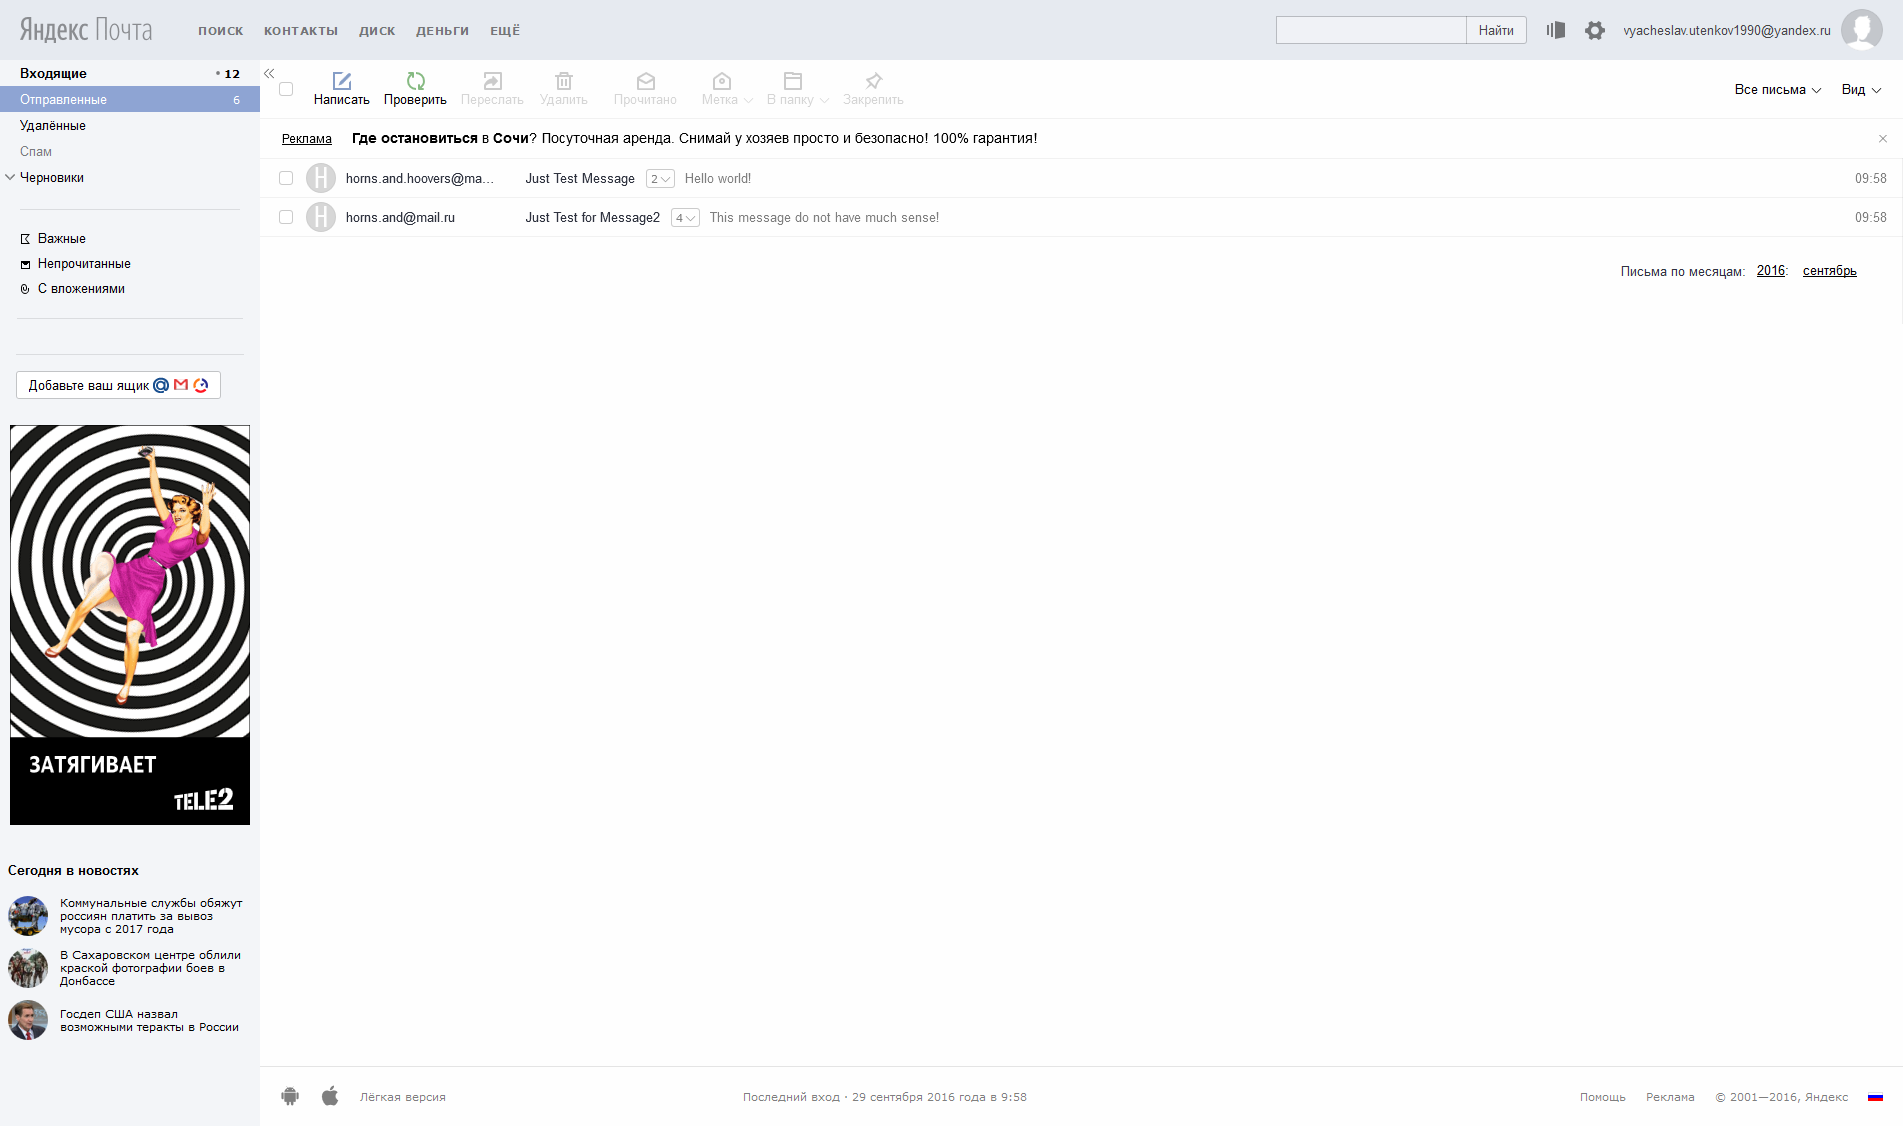 Яндекс Почта
ПОИСК КОНТАКТЫ ДИСК ДЕНЬГИ ЕЩЁ
Найти
vyacheslav.utenkov1990@yandex.ru
Входящие • 12
Отправленные 6
Удалённые
Спам
Черновики
Важные
Непрочитанные
С вложениями
Добавьте ваш ящик
ЗАТЯГИВАЕТ
TELE2
Сегодня в новостях
Коммунальные службы обяжут
россиян платить за вывоз
мусора с 2017 года
В Сахаровском центре облили
краской фотографии боев в
Донбассе
Госдеп США назвал
возможными теракты в России
Написать Проверить Переслать Удалить Прочитано Метка В папку Закрепить
Все письма Вид
Реклама Где остановиться в Сочи? Посуточная аренда. Снимай у хозяев просто и безопасно! 100% гарантия!
H horns.and.hoovers@ma... Just Test Message 2 Hello world! 09:58
H horns.and@mail.ru Just Test for Message2 4 This message do not have much sense! 09:58
Письма по месяцам: 2016: сентябрь
Лёгкая версия
Последний вход · 29 сентября 2016 года в 9:58
Помощь Реклама © 2001—2016, Яндекс